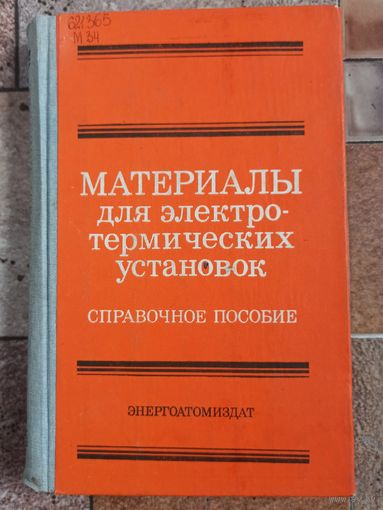 621.365
М 34
МАТЕРИАЛЫ
для электро-
термических
установок
СПРАВОЧНОЕ ПОСОБИЕ
ЭНЕРГОАТОМИЗДАТ